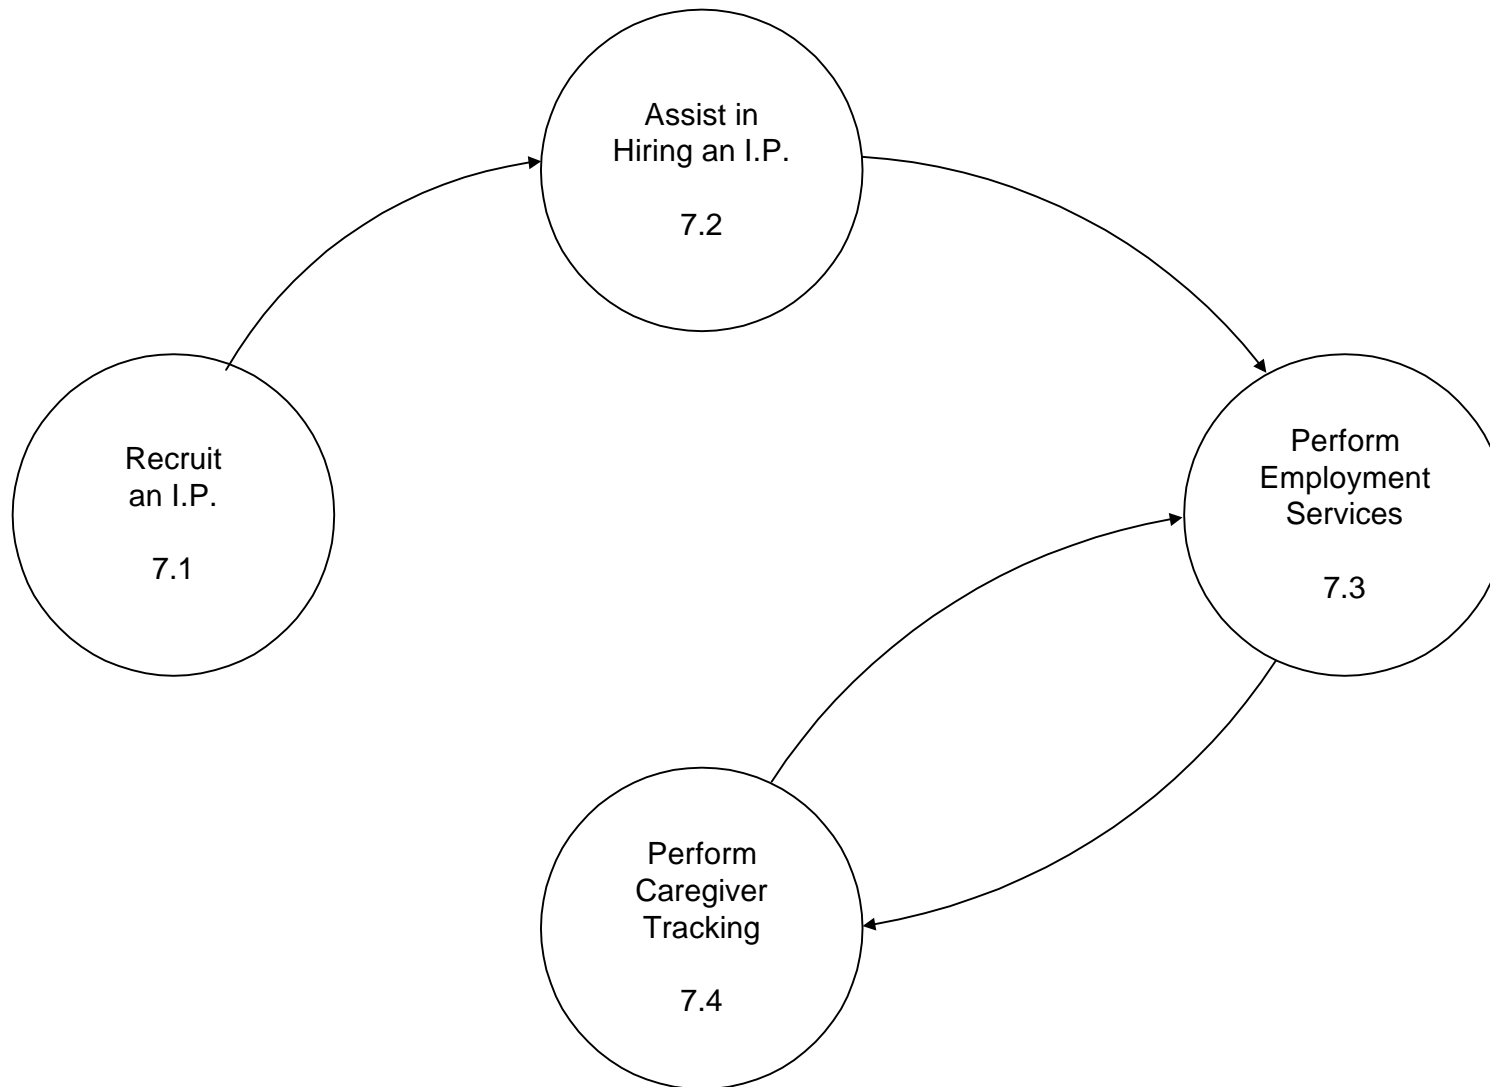 Assist in
Hiring an I.P.
7.2
Recruit
an I.P.
7.1
Perform
Employment
Services
7.3
Perform
Caregiver
Tracking
7.4